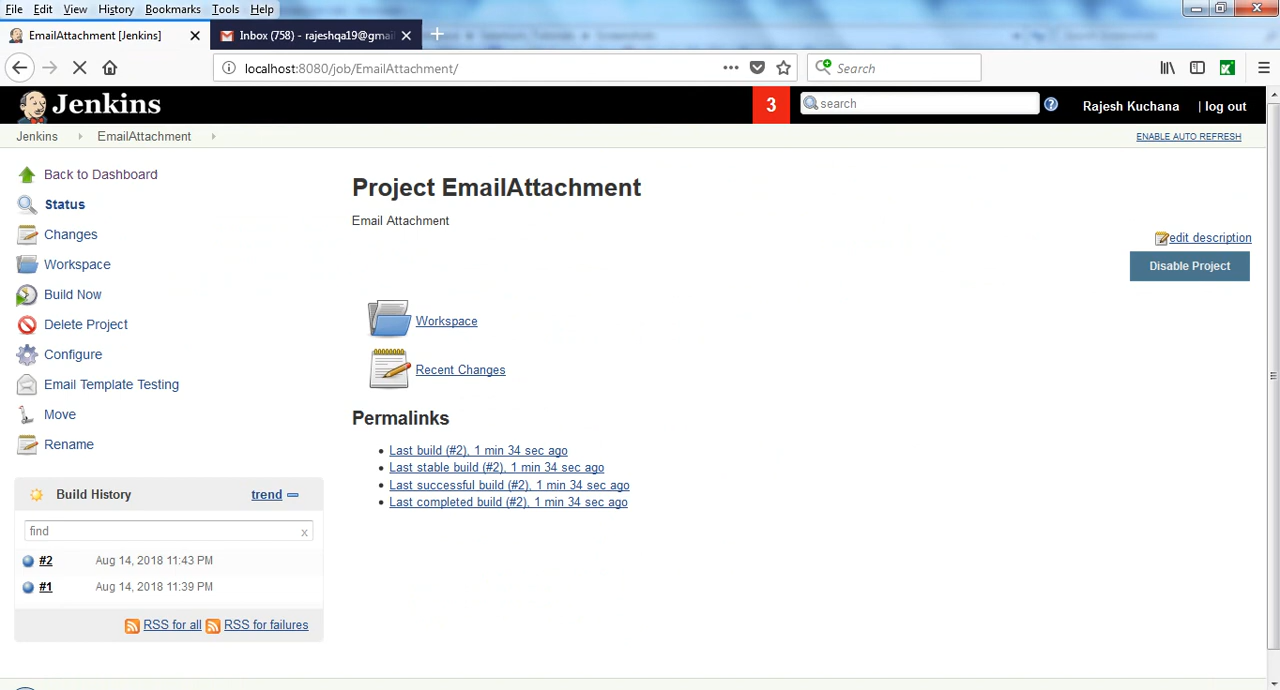 File Edit View History Bookmarks Tools Help
EmailAttachment [Jenkins] Inbox (758) - rajeshqa19@gmai
localhost:8080/job/EmailAttachment/ Search
Jenkins 3 search Rajesh Kuchana | log out
Jenkins EmailAttachment ENABLE AUTO REFRESH
Back to Dashboard
Status
Changes
Workspace
Build Now
Delete Project
Configure
Email Template Testing
Move
Rename
Build History trend
find x
#2 Aug 14, 2018 11:43 PM
#1 Aug 14, 2018 11:39 PM
RSS for all RSS for failures
Project EmailAttachment
Email Attachment
edit description
Disable Project
Workspace
Recent Changes
Permalinks
Last build (#2), 1 min 34 sec ago
Last stable build (#2), 1 min 34 sec ago
Last successful build (#2), 1 min 34 sec ago
Last completed build (#2), 1 min 34 sec ago